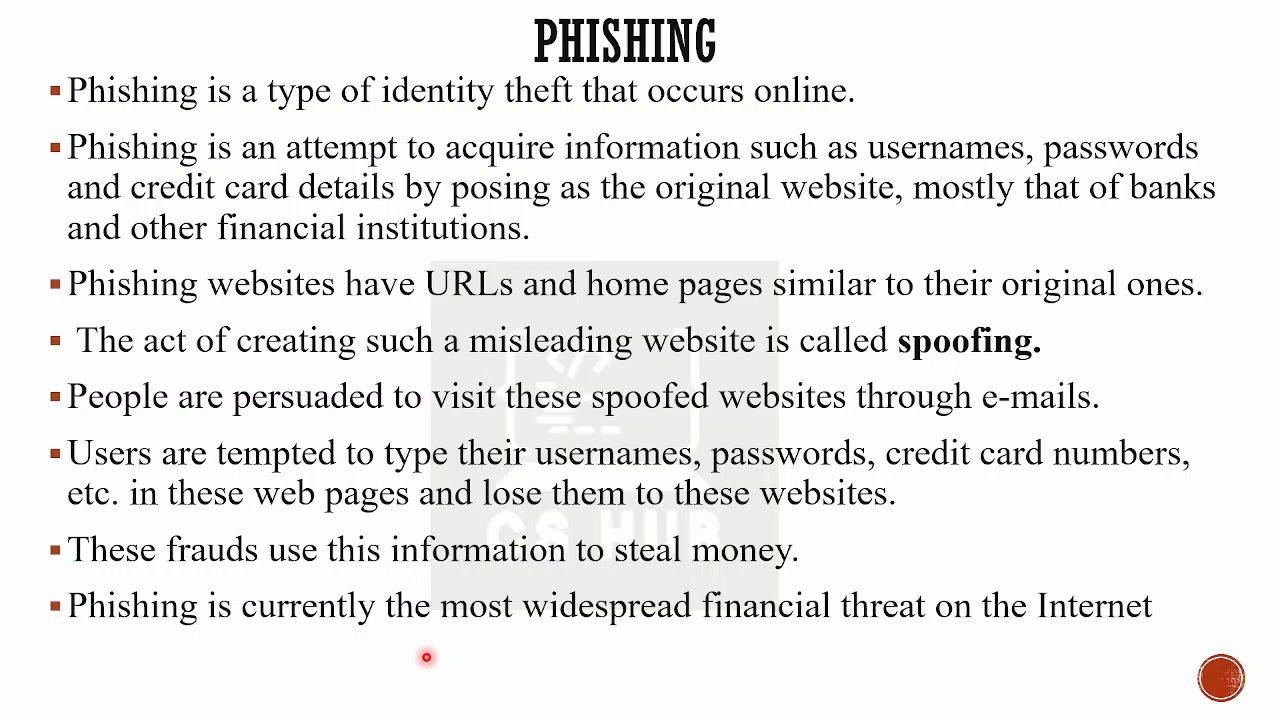 PHISHING
Phishing is a type of identity theft that occurs online.
Phishing is an attempt to acquire information such as usernames, passwords
and credit card details by posing as the original website, mostly that of banks
and other financial institutions.
Phishing websites have URLs and home pages similar to their original ones.
The act of creating such a misleading website is called spoofing.
People are persuaded to visit these spoofed websites through e-mails.
Users are tempted to type their usernames, passwords, credit card numbers,
etc. in these web pages and lose them to these websites.
CS HUB
These frauds use this information to steal money.
Phishing is currently the most widespread financial threat on the Internet